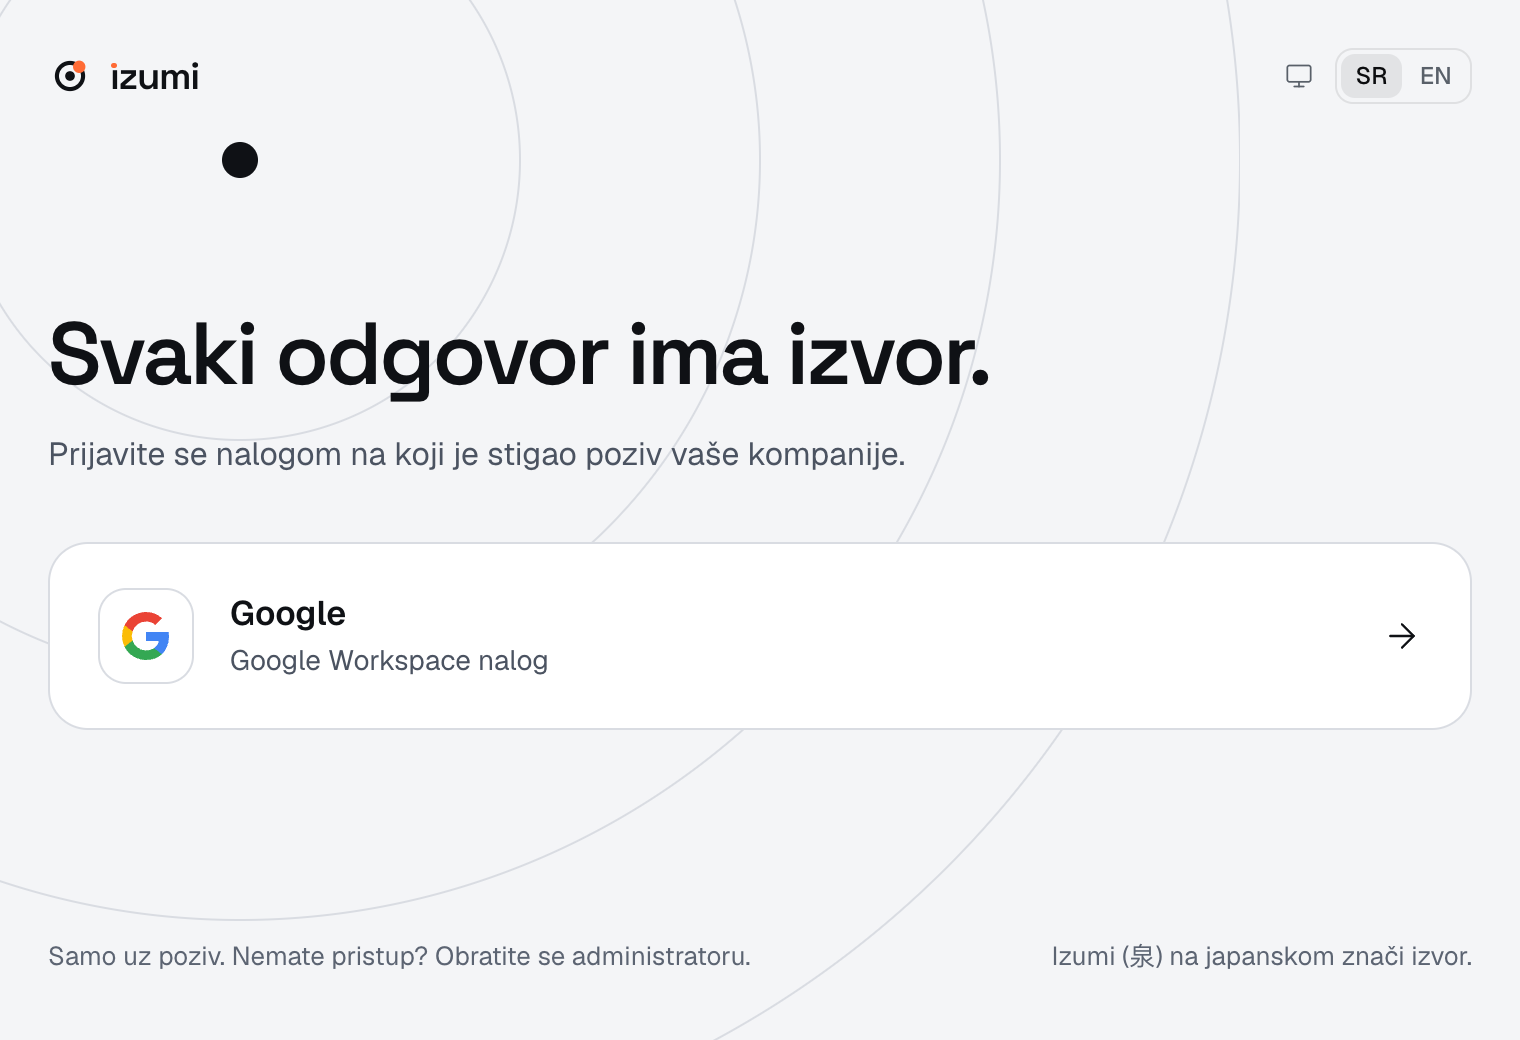 izumi
SR EN
Svaki odgovor ima izvor.
Prijavite se nalogom na koji je stigao poziv vaše kompanije.
Google
Google Workspace nalog
Samo uz poziv. Nemate pristup? Obratite se administratoru.
Izumi (泉) na japanskom znači izvor.